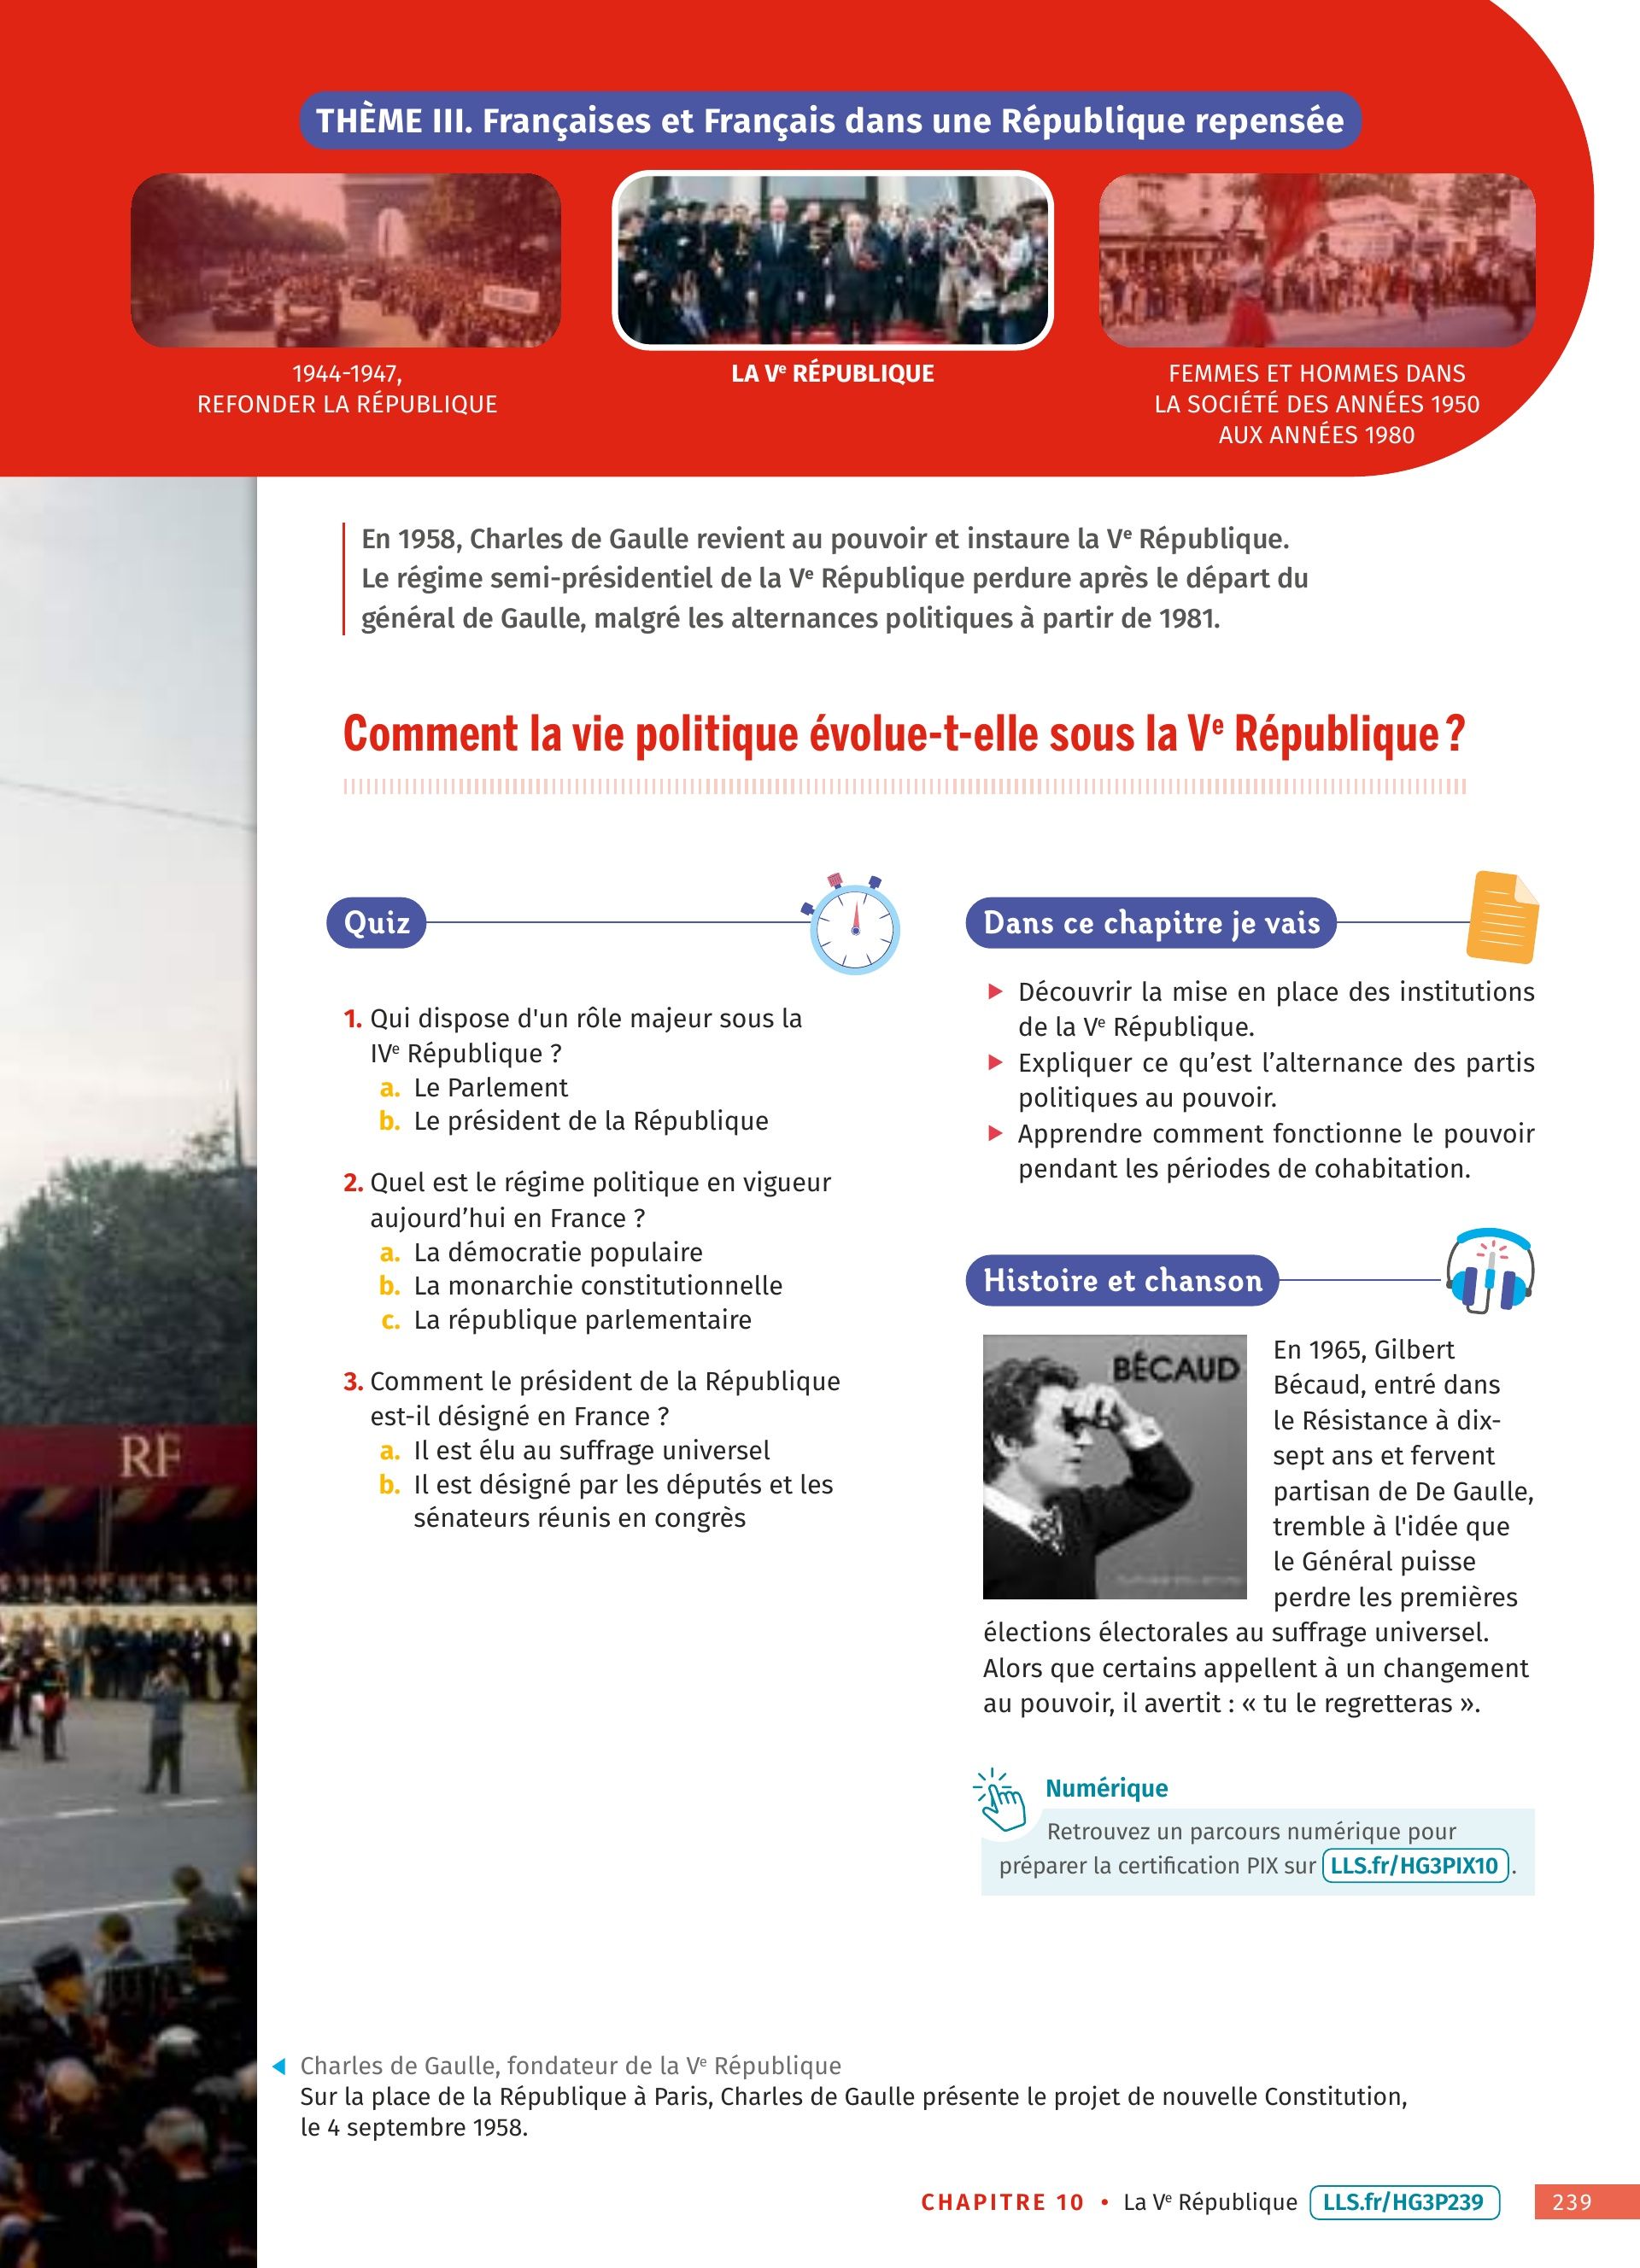 THÈME III. Françaises et Français dans une République repensée
1944-1947,
REFONDER LA RÉPUBLIQUE
LA Vᵉ RÉPUBLIQUE
FEMMES ET HOMMES DANS
LA SOCIÉTÉ DES ANNÉES 1950
AUX ANNÉES 1980
En 1958, Charles de Gaulle revient au pouvoir et instaure la Vᵉ République.
Le régime semi-présidentiel de la Vᵉ République perdure après le départ du
général de Gaulle, malgré les alternances politiques à partir de 1981.
Comment la vie politique évolue-t-elle sous la Vᵉ République ?
Quiz
1. Qui dispose d'un rôle majeur sous la
IVᵉ République ?
a. Le Parlement
b. Le président de la République
2. Quel est le régime politique en vigueur
aujourd’hui en France ?
a. La démocratie populaire
b. La monarchie constitutionnelle
c. La république parlementaire
3. Comment le président de la République
est-il désigné en France ?
a. Il est élu au suffrage universel
b. Il est désigné par les députés et les
sénateurs réunis en congrès
Dans ce chapitre je vais
Découvrir la mise en place des institutions
de la Vᵉ République.
Expliquer ce qu’est l’alternance des partis
politiques au pouvoir.
Apprendre comment fonctionne le pouvoir
pendant les périodes de cohabitation.
Histoire et chanson
BÉCAUD
En 1965, Gilbert
Bécaud, entré dans
le Résistance à dix-
sept ans et fervent
partisan de De Gaulle,
tremble à l'idée que
le Général puisse
perdre les premières
élections électorales au suffrage universel.
Alors que certains appellent à un changement
au pouvoir, il avertit : « tu le regretteras ».
Numérique
Retrouvez un parcours numérique pour
préparer la certification PIX sur LLS.fr/HG3PIX10 .
RF
Charles de Gaulle, fondateur de la Vᵉ République
Sur la place de la République à Paris, Charles de Gaulle présente le projet de nouvelle Constitution,
le 4 septembre 1958.
CHAPITRE 10 • La Vᵉ République LLS.fr/HG3P239 239